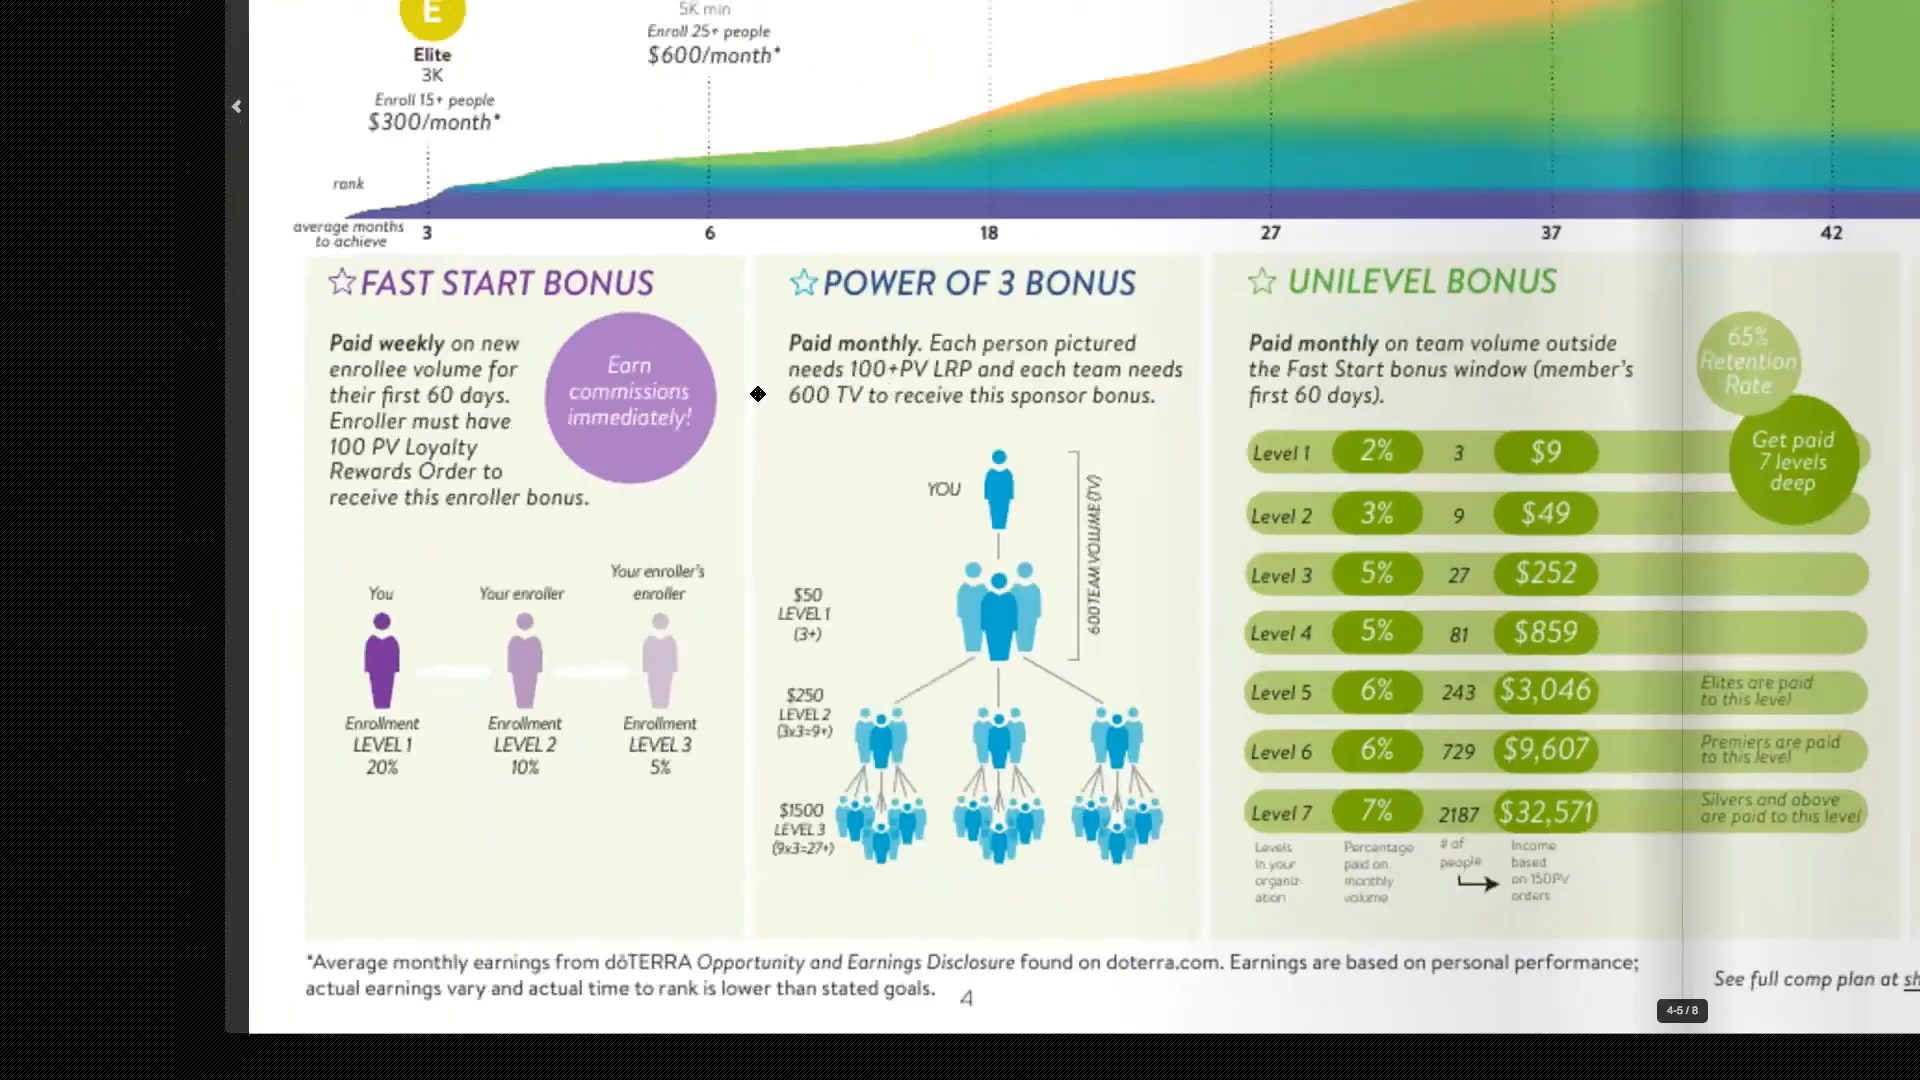 E
Elite
3K
Enroll 15+ people
$300/month*
5K min
Enroll 25+ people
$600/month*
rank
average months
to achieve
3
6
18
27
37
42
FAST START BONUS
Paid weekly on new
enrollee volume for
their first 60 days.
Enroller must have
100 PV Loyalty
Rewards Order to
receive this enroller bonus.
Earn
commissions
immediately!
You
Your enroller
Your enroller's
enroller
Enrollment
LEVEL 1
20%
Enrollment
LEVEL 2
10%
Enrollment
LEVEL 3
5%
POWER OF 3 BONUS
Paid monthly. Each person pictured
needs 100+PV LRP and each team needs
600 TV to receive this sponsor bonus.
YOU
600 TEAM VOLUME (TV)
$50
LEVEL 1
(3+)
$250
LEVEL 2
(3x3=9+)
$1500
LEVEL 3
(9x3=27+)
UNILEVEL BONUS
Paid monthly on team volume outside
the Fast Start bonus window (member's
first 60 days).
65%
Retention
Rate
Get paid
7 levels
deep
Level 1 2% 3 $9
Level 2 3% 9 $49
Level 3 5% 27 $252
Level 4 5% 81 $859
Level 5 6% 243 $3,046 Elites are paid
to this level
Level 6 6% 729 $9,607 Premiers are paid
to this level
Level 7 7% 2187 $32,571 Silvers and above
are paid to this level
Levels
in your
organiz-
ation
Percentage
paid on
monthly
volume
# of
people
Income
based
on 150PV
orders
*Average monthly earnings from dōTERRA Opportunity and Earnings Disclosure found on doterra.com. Earnings are based on personal performance;
actual earnings vary and actual time to rank is lower than stated goals.
4
See full comp plan at sh
4-5 / 8